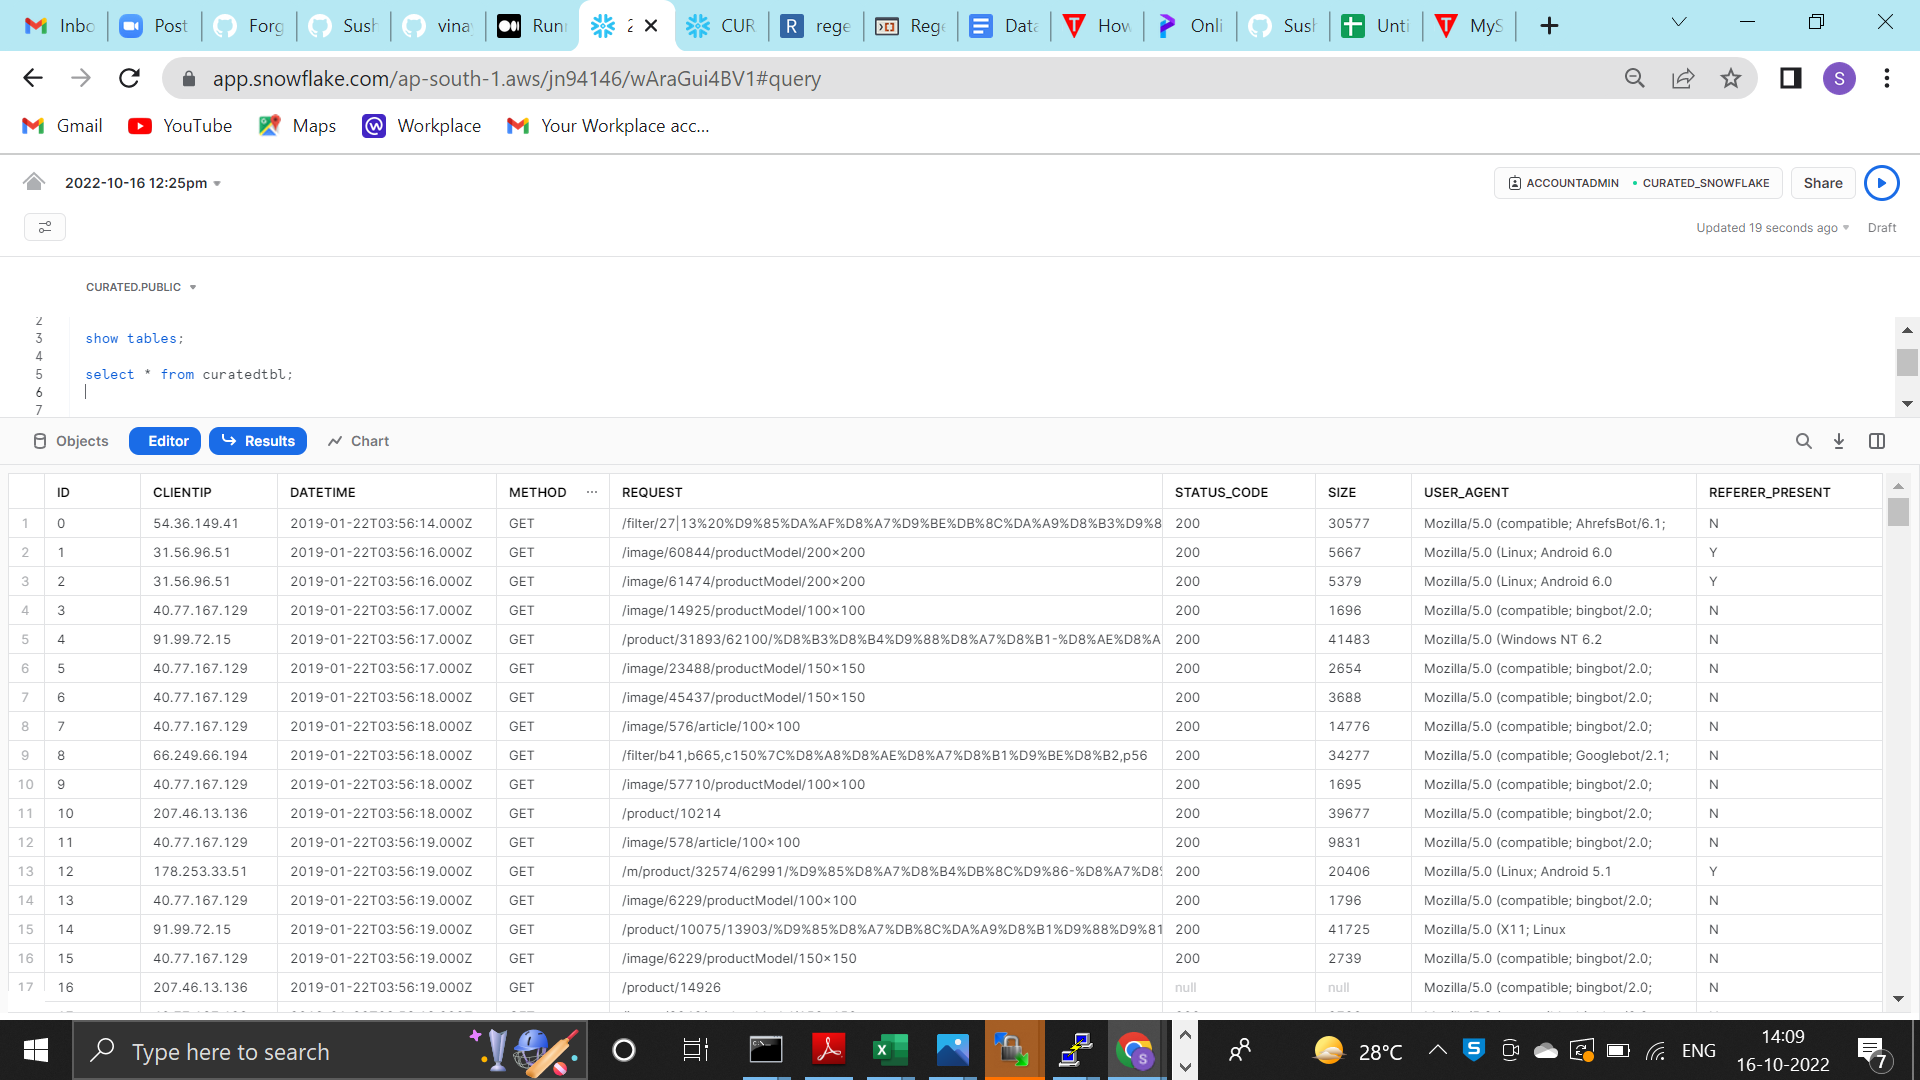 Inbo
Post
Forg
Sush
vinay
Runn
2
CUR
rege
Rege
Data
How
Onli
Sush
Unti
MyS
app.snowflake.com/ap-south-1.aws/jn94146/wAraGui4BV1#query
S
Gmail
YouTube
Maps
Workplace
Your Workplace acc...
2022-10-16 12:25pm
ACCOUNTADMIN
CURATED_SNOWFLAKE
Share
Updated 19 seconds ago
Draft
CURATED.PUBLIC
2
3 show tables;
4
5 select * from curatedtbl;
6
7
Objects
Editor
Results
Chart
ID CLIENTIP DATETIME METHOD ... REQUEST STATUS_CODE SIZE USER_AGENT REFERER_PRESENT
1 0 54.36.149.41 2019-01-22T03:56:14.000Z GET /filter/27|13%20%D9%85%DA%AF%D8%A7%D9%BE%DB%8C%DA%A9%D8%B3%D9%8 200 30577 Mozilla/5.0 (compatible; AhrefsBot/6.1; N
2 1 31.56.96.51 2019-01-22T03:56:16.000Z GET /image/60844/productModel/200×200 200 5667 Mozilla/5.0 (Linux; Android 6.0 Y
3 2 31.56.96.51 2019-01-22T03:56:16.000Z GET /image/61474/productModel/200×200 200 5379 Mozilla/5.0 (Linux; Android 6.0 Y
4 3 40.77.167.129 2019-01-22T03:56:17.000Z GET /image/14925/productModel/100×100 200 1696 Mozilla/5.0 (compatible; bingbot/2.0; N
5 4 91.99.72.15 2019-01-22T03:56:17.000Z GET /product/31893/62100/%D8%B3%D8%B4%D9%88%D8%A7%D8%B1-%D8%AE%D8%A 200 41483 Mozilla/5.0 (Windows NT 6.2 N
6 5 40.77.167.129 2019-01-22T03:56:17.000Z GET /image/23488/productModel/150×150 200 2654 Mozilla/5.0 (compatible; bingbot/2.0; N
7 6 40.77.167.129 2019-01-22T03:56:18.000Z GET /image/45437/productModel/150×150 200 3688 Mozilla/5.0 (compatible; bingbot/2.0; N
8 7 40.77.167.129 2019-01-22T03:56:18.000Z GET /image/576/article/100×100 200 14776 Mozilla/5.0 (compatible; bingbot/2.0; N
9 8 66.249.66.194 2019-01-22T03:56:18.000Z GET /filter/b41,b665,c150%7C%D8%A8%D8%AE%D8%A7%D8%B1%D9%BE%D8%B2,p56 200 34277 Mozilla/5.0 (compatible; Googlebot/2.1; N
10 9 40.77.167.129 2019-01-22T03:56:18.000Z GET /image/57710/productModel/100×100 200 1695 Mozilla/5.0 (compatible; bingbot/2.0; N
11 10 207.46.13.136 2019-01-22T03:56:18.000Z GET /product/10214 200 39677 Mozilla/5.0 (compatible; bingbot/2.0; N
12 11 40.77.167.129 2019-01-22T03:56:19.000Z GET /image/578/article/100×100 200 9831 Mozilla/5.0 (compatible; bingbot/2.0; N
13 12 178.253.33.51 2019-01-22T03:56:19.000Z GET /m/product/32574/62991/%D9%85%D8%A7%D8%B4%DB%8C%D9%86-%D8%A7%D8% 200 20406 Mozilla/5.0 (Linux; Android 5.1 Y
14 13 40.77.167.129 2019-01-22T03:56:19.000Z GET /image/6229/productModel/100×100 200 1796 Mozilla/5.0 (compatible; bingbot/2.0; N
15 14 91.99.72.15 2019-01-22T03:56:19.000Z GET /product/10075/13903/%D9%85%D8%A7%DB%8C%DA%A9%D8%B1%D9%88%D9%81 200 41725 Mozilla/5.0 (X11; Linux N
16 15 40.77.167.129 2019-01-22T03:56:19.000Z GET /image/6229/productModel/150×150 200 2739 Mozilla/5.0 (compatible; bingbot/2.0; N
17 16 207.46.13.136 2019-01-22T03:56:19.000Z GET /product/14926 null null Mozilla/5.0 (compatible; bingbot/2.0; N
Type here to search
28°C
ENG
14:09
16-10-2022
7